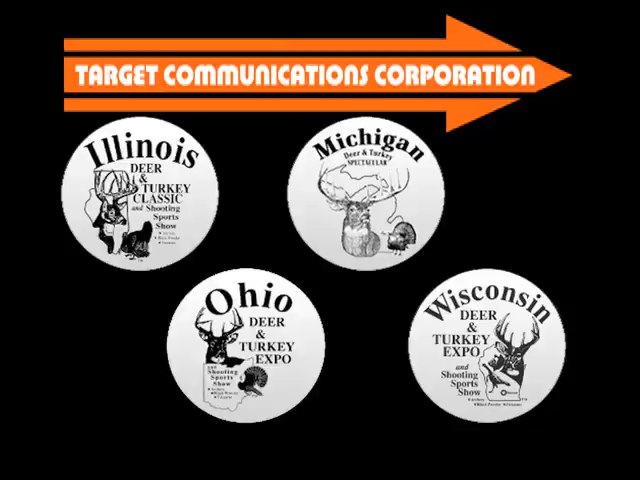 TARGET COMMUNICATIONS CORPORATION
Illinois
DEER
&
TURKEY
CLASSIC
and Shooting
Sports
Show
Michigan
Deer & Turkey
SPECTACULAR
Ohio
DEER
&
TURKEY
EXPO
and
Shooting
Sports
Show
Wisconsin
DEER
&
TURKEY
EXPO
and
Shooting
Sports
Show